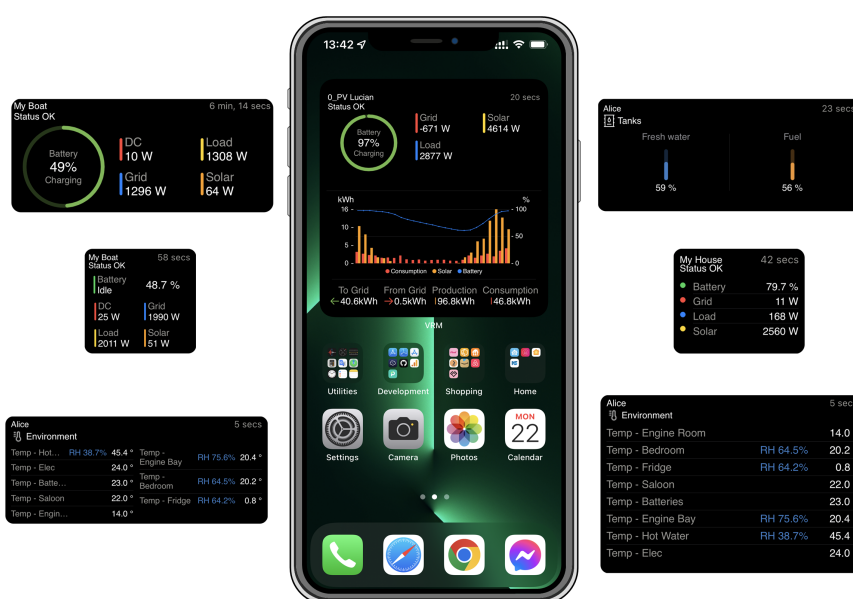 My Boat 6 min, 14 secs
Status OK
Battery
49%
Charging
DC
10 W
Load
1308 W
Grid
1296 W
Solar
64 W
My Boat 58 secs
Status OK
Battery
Idle
48.7 %
DC
25 W
Grid
1990 W
Load
2011 W
Solar
51 W
Alice 5 secs
Environment
Temp - Hot... RH 38.7% 45.4 °
Temp - Elec 24.0 °
Temp - Batte... 23.0 °
Temp - Saloon 22.0 °
Temp - Engin... 14.0 °
Temp - Engine Bay RH 75.6% 20.4 °
Temp - Bedroom RH 64.5% 20.2 °
Temp - Fridge RH 64.2% 0.8 °
13:42
0_PV Lucian 20 secs
Status OK
Battery
97%
Charging
Grid
-671 W
Solar
4614 W
Load
2877 W
kWh %
16 100
10 50
5
0 0
Consumption Solar Battery
To Grid From Grid Production Consumption
←40.6kWh →0.5kWh 96.8kWh 46.8kWh
VRM
Utilities Development Shopping Home
MON
22
Settings Camera Photos Calendar
Alice 23 secs
Tanks
Fresh water Fuel
59 % 56 %
My House 42 secs
Status OK
Battery 79.7 %
Grid 11 W
Load 168 W
Solar 2560 W
Alice 5 sec
Environment
Temp - Engine Room 14.0
Temp - Bedroom RH 64.5% 20.2
Temp - Fridge RH 64.2% 0.8
Temp - Saloon 22.0
Temp - Batteries 23.0
Temp - Engine Bay RH 75.6% 20.4
Temp - Hot Water RH 38.7% 45.4
Temp - Elec 24.0